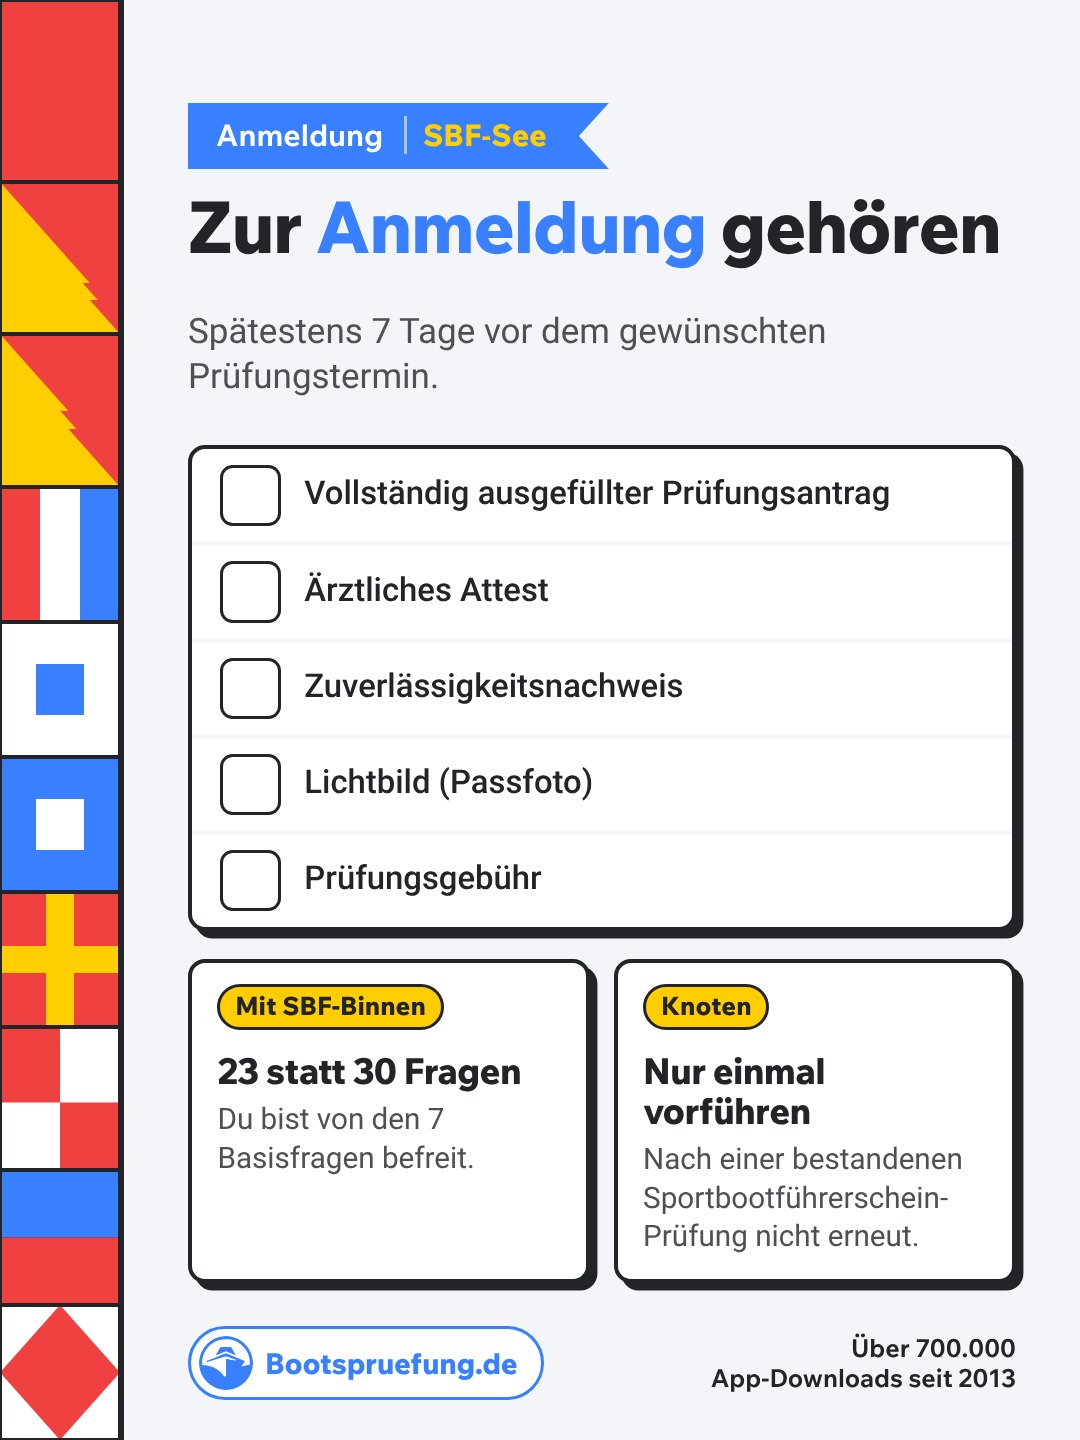 Anmeldung | SBF-See
Zur Anmeldung gehören
Spätestens 7 Tage vor dem gewünschten
Prüfungstermin.
Vollständig ausgefüllter Prüfungsantrag
Ärztliches Attest
Zuverlässigkeitsnachweis
Lichtbild (Passfoto)
Prüfungsgebühr
Mit SBF-Binnen
23 statt 30 Fragen
Du bist von den 7
Basisfragen befreit.
Knoten
Nur einmal
vorführen
Nach einer bestandenen
Sportbootführerschein-
Prüfung nicht erneut.
Bootspruefung.de
Über 700.000
App-Downloads seit 2013